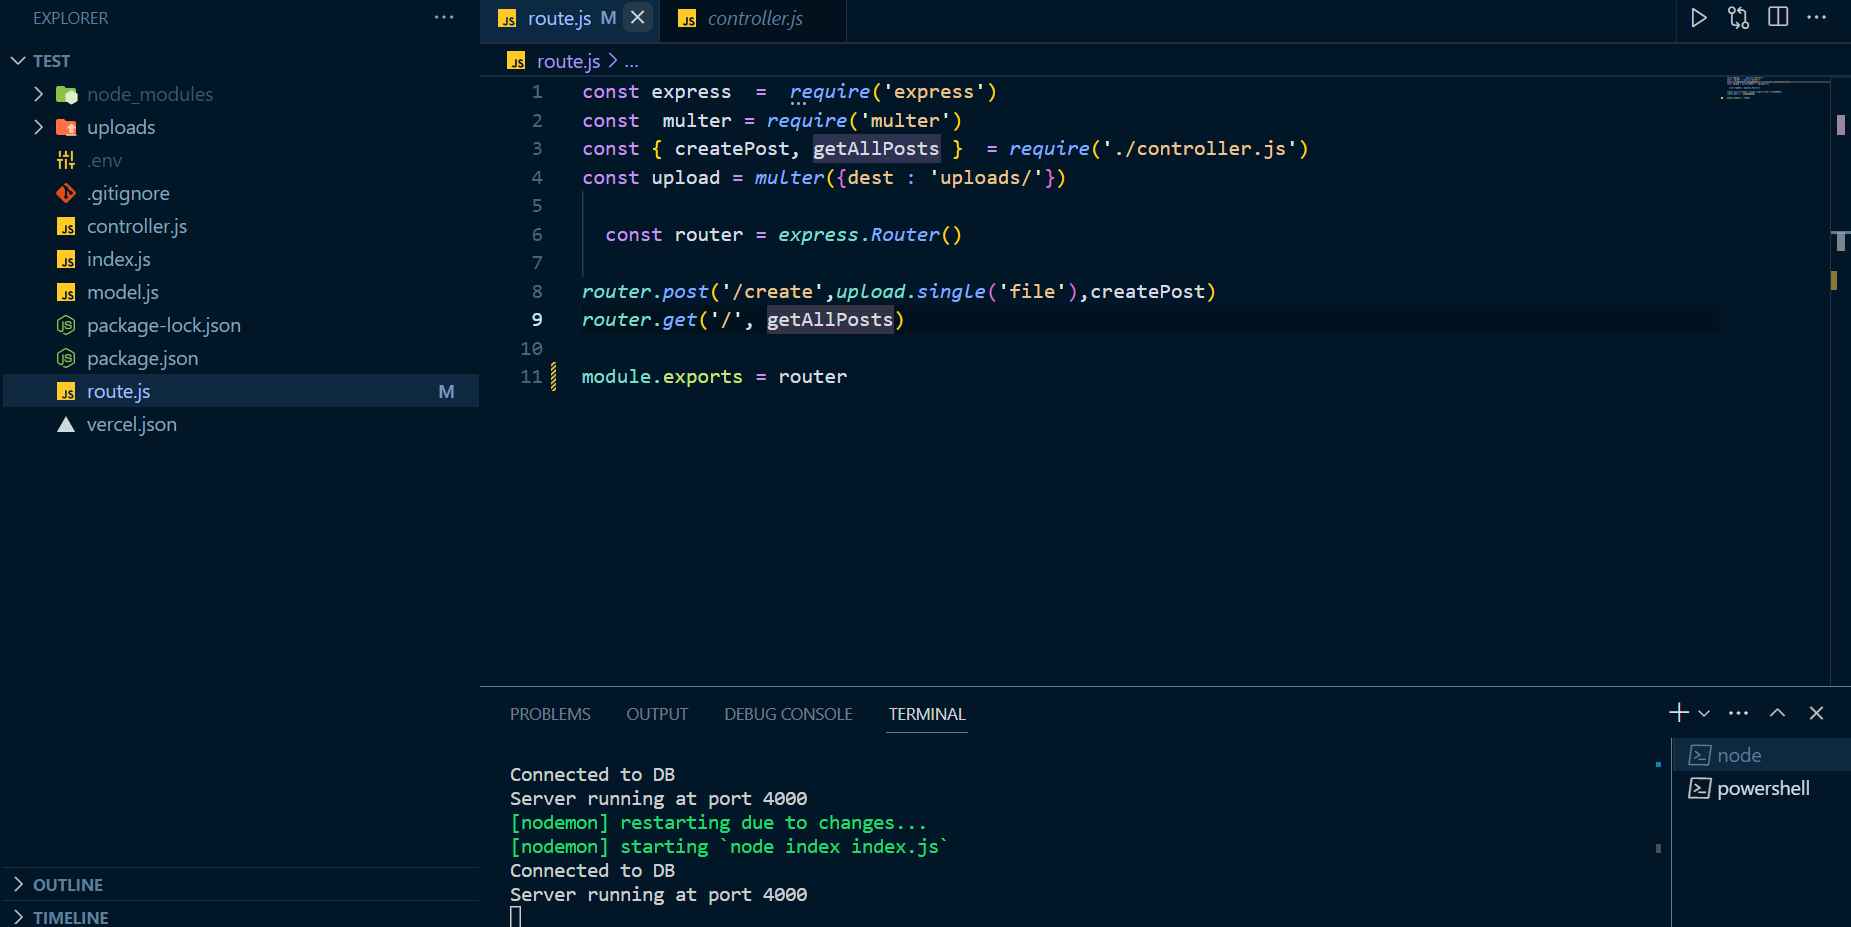 EXPLORER
TEST
node_modules
uploads
.env
.gitignore
controller.js
index.js
model.js
package-lock.json
package.json
route.js M
vercel.json
OUTLINE
TIMELINE
route.js M
controller.js
route.js > ...
1 const express  =  require('express')
2 const  multer = require('multer')
3 const { createPost, getAllPosts }  = require('./controller.js')
4 const upload = multer({dest : 'uploads/'})
5
6   const router = express.Router()
7
8 router.post('/create',upload.single('file'),createPost)
9 router.get('/', getAllPosts)
10
11 module.exports = router
PROBLEMS OUTPUT DEBUG CONSOLE TERMINAL
Connected to DB
Server running at port 4000
[nodemon] restarting due to changes...
[nodemon] starting `node index index.js`
Connected to DB
Server running at port 4000
node
powershell